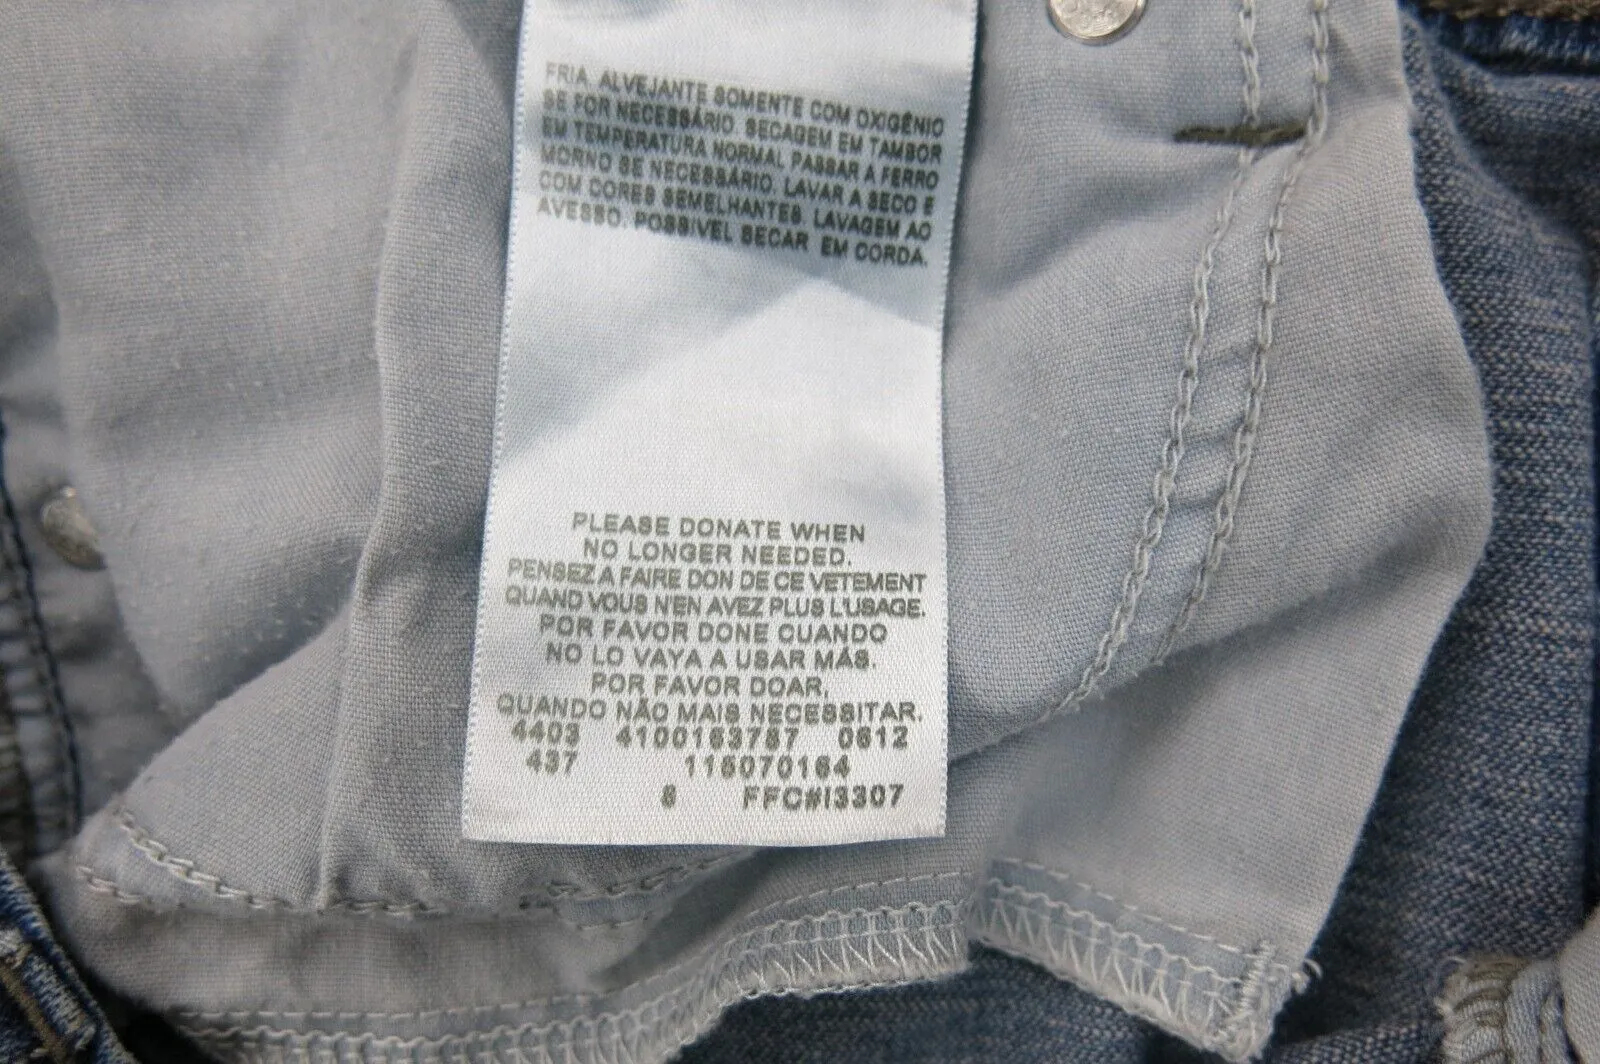 FRIA. ALVEJANTE SOMENTE COM OXIGÊNIO
SE FOR NECESSÁRIO. SECAGEM EM TAMBOR
EM TEMPERATURA NORMAL PASSAR A FERRO
MORNO SE NECESSÁRIO. LAVAR A SECO E
COM CORES SEMELHANTES. LAVAGEM AO
AVESSO. POSSIVEL SECAR EM CORDA.
PLEASE DONATE WHEN
NO LONGER NEEDED.
PENSEZ A FAIRE DON DE CE VETEMENT
QUAND VOUS N'EN AVEZ PLUS L'USAGE.
POR FAVOR DONE CUANDO
NO LO VAYA A USAR MÁS.
POR FAVOR DOAR,
QUANDO NÃO MAIS NECESSITAR.
4403 4100163787 0612
437 115070164
8 FFC#I3307